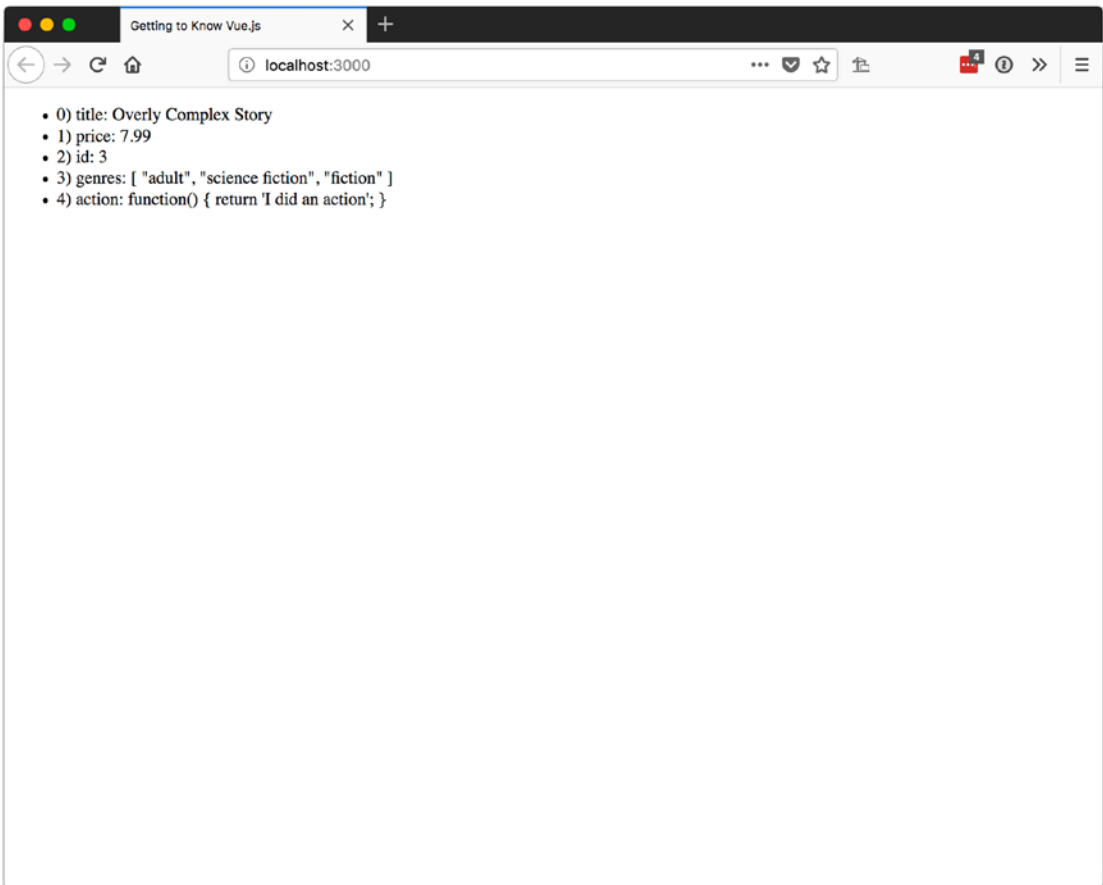 Getting to Know Vue.js
localhost:3000
4
• 0) title: Overly Complex Story
• 1) price: 7.99
• 2) id: 3
• 3) genres: [ "adult", "science fiction", "fiction" ]
• 4) action: function() { return 'I did an action'; }